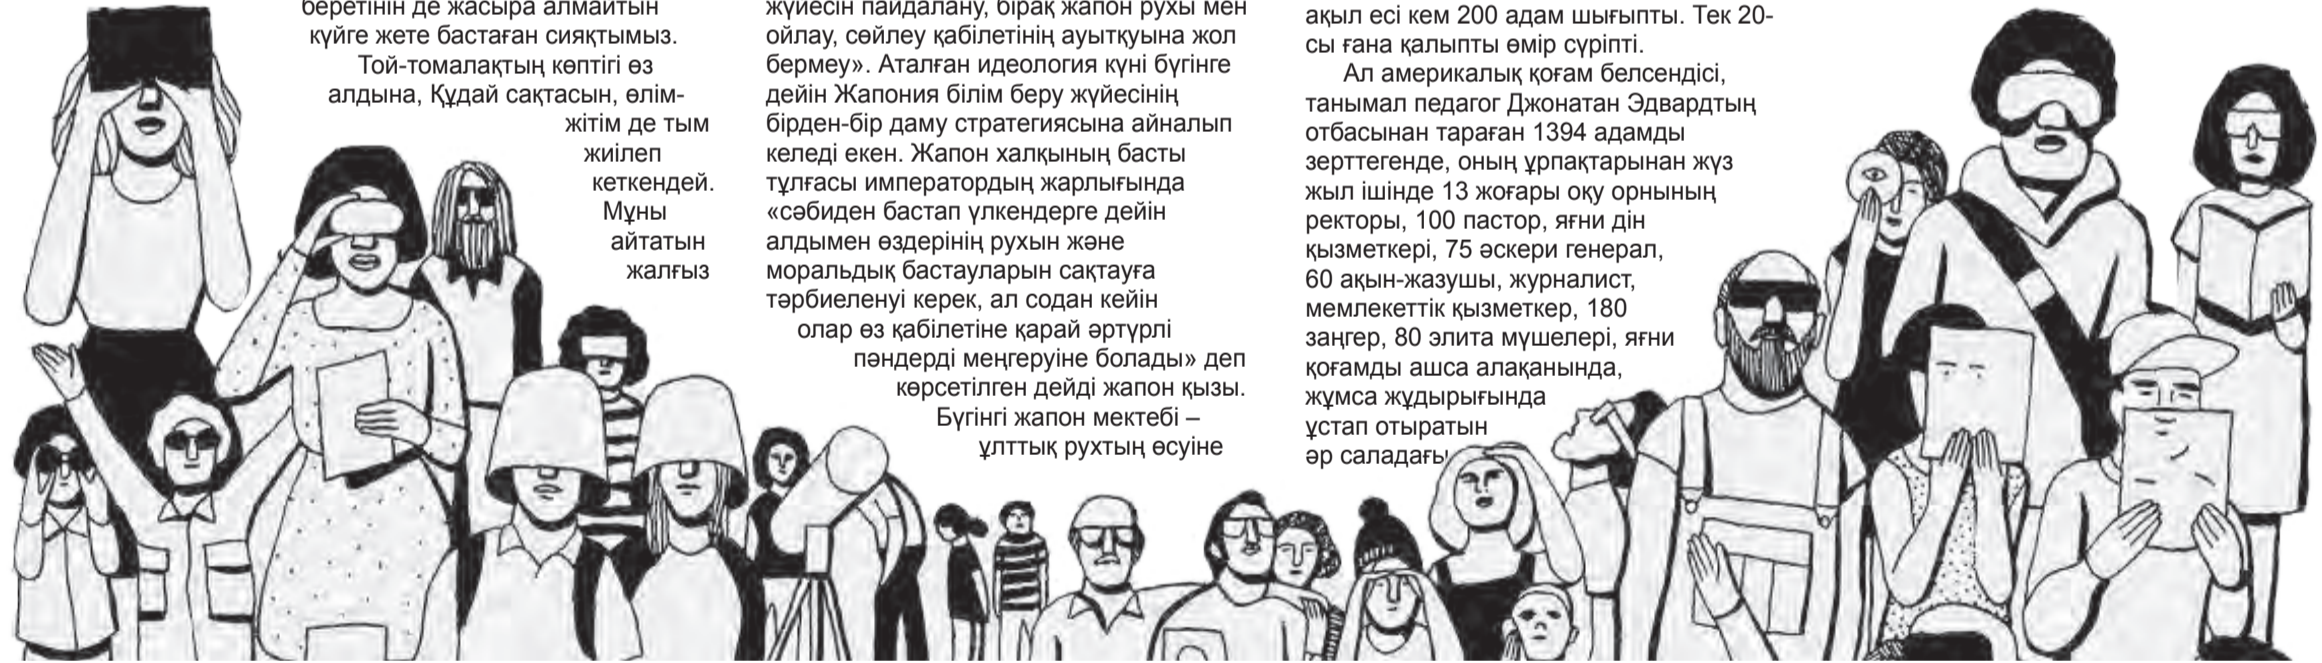 беретінін де жасыра алмайтын
күйге жете бастаған сияқтымыз.
Той-томалақтың көптігі өз
алдына, Құдай сақтасын, өлім-
жітім де тым
жиілеп
кеткендей.
Мұны
айтатын
жалғыз
жүйесін пайдалану, бірақ жапон рухы мен
ойлау, сөйлеу қабілетінің ауытқуына жол
бермеу». Аталған идеология күні бүгінге
дейін Жапония білім беру жүйесінің
бірден-бір даму стратегиясына айналып
келеді екен. Жапон халқының басты
тұлғасы императордың жарлығында
«сәбиден бастап үлкендерге дейін
алдымен өздерінің рухын және
моральдық бастауларын сақтауға
тәрбиеленуі керек, ал содан кейін
олар өз қабілетіне қарай әртүрлі
пәндерді меңгеруіне болады» деп
көрсетілген дейді жапон қызы.
Бүгінгі жапон мектебі –
ұлттық рухтың өсуіне
ақыл есі кем 200 адам шығыпты. Тек 20-
сы ғана қалыпты өмір сүріпті.
Ал америкалық қоғам белсендісі,
танымал педагог Джонатан Эдвардтың
отбасынан тараған 1394 адамды
зерттегенде, оның ұрпақтарынан жүз
жыл ішінде 13 жоғары оқу орнының
ректоры, 100 пастор, яғни дін
қызметкері, 75 әскери генерал,
60 ақын-жазушы, журналист,
мемлекеттік қызметкер, 180
заңгер, 80 элита мүшелері, яғни
қоғамды ашса алақанында,
жұмса жұдырығында
ұстап отыратын
әр саладағы